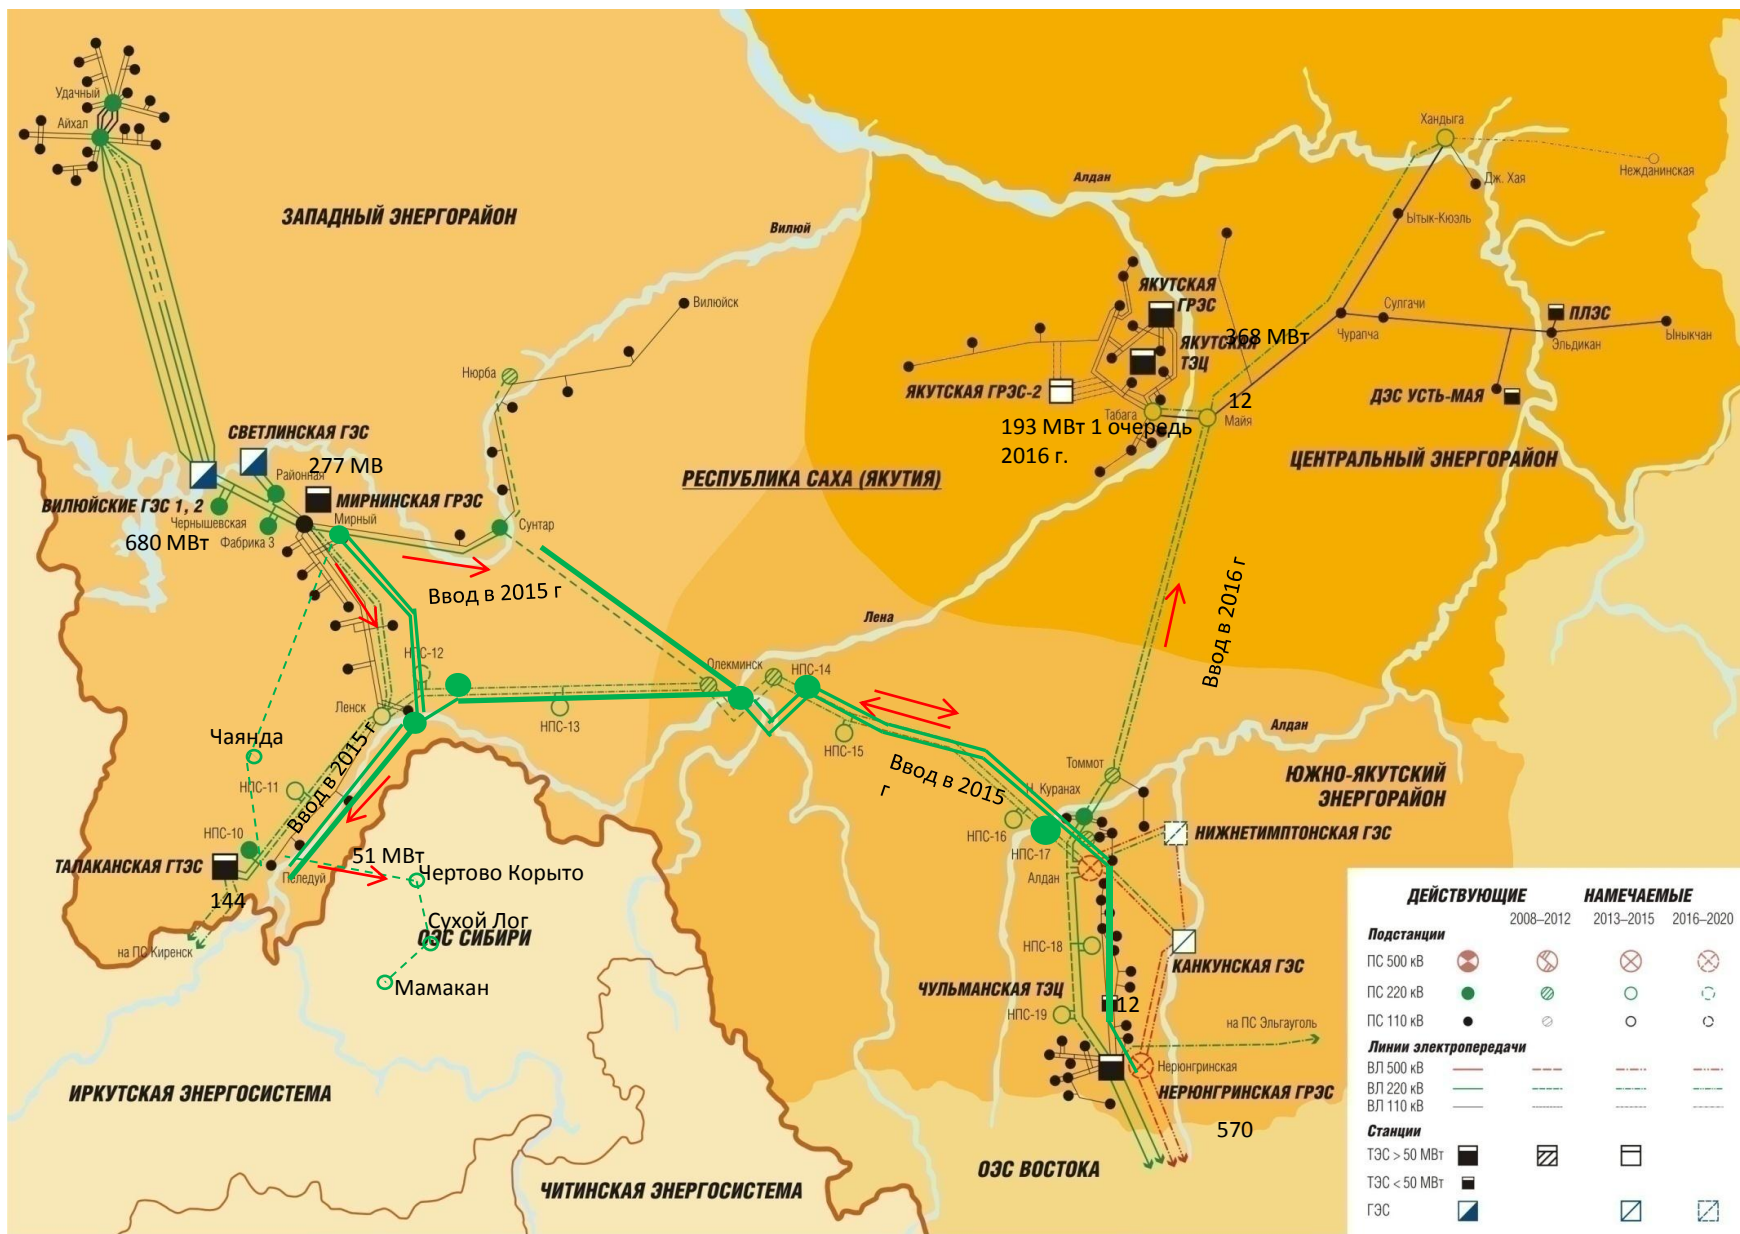 Удачный
Айхал
ЗАПАДНЫЙ ЭНЕРГОРАЙОН
Вилюй
Алдан
Хандыга
Нежданинская
Дж. Хая
Ытык-Кюэль
Вилюйск
ЯКУТСКАЯ
ГРЭС
ЯКУТСКАЯ
ТЭЦ
368 МВт
Сулгачи
Чурапча
ПЛЭС
Эльдикан
Ыныкчан
Нюрба
ЯКУТСКАЯ ГРЭС-2
ДЭС УСТЬ-МАЯ
12
Табага
Майя
193 МВт 1 очередь
2016 г.
СВЕТЛИНСКАЯ ГЭС
Районная
277 МВ
РЕСПУБЛИКА САХА (ЯКУТИЯ)
ЦЕНТРАЛЬНЫЙ ЭНЕРГОРАЙОН
ВИЛЮЙСКИЕ ГЭС 1, 2
МИРНИНСКАЯ ГРЭС
Чернышевская
Мирный
Сунтар
680 МВт
Фабрика 3
Ввод в 2015 г
Ввод в 2016 г
Лена
НПС-12
Олекминск
НПС-14
Ленск
НПС-13
НПС-15
Чаянда
Ввод в 2015 г
Ввод в 2015
г
Алдан
Томмот
ЮЖНО-ЯКУТСКИЙ
ЭНЕРГОРАЙОН
НПС-11
Н. Куранах
НПС-10
НПС-16
НИЖНЕТИМПТОНСКАЯ ГЭС
НПС-17
ТАЛАКАНСКАЯ ГТЭС
51 МВт
Пеледуй
Чертово Корыто
Алдан
144
Сухой Лог
ОЭС СИБИРИ
на ПС Киренск
НПС-18
КАНКУНСКАЯ ГЭС
Мамакан
ЧУЛЬМАНСКАЯ ТЭЦ
12
НПС-19
на ПС Эльгауголь
Нерюнгринская
НЕРЮНГРИНСКАЯ ГРЭС
570
ИРКУТСКАЯ ЭНЕРГОСИСТЕМА
ЧИТИНСКАЯ ЭНЕРГОСИСТЕМА
ОЭС ВОСТОКА
ДЕЙСТВУЮЩИЕ НАМЕЧАЕМЫЕ
2008–2012 2013–2015 2016–2020
Подстанции
ПС 500 кВ
ПС 220 кВ
ПС 110 кВ
Линии электропередачи
ВЛ 500 кВ
ВЛ 220 кВ
ВЛ 110 кВ
Станции
ТЭС > 50 МВт
ТЭС < 50 МВт
ГЭС